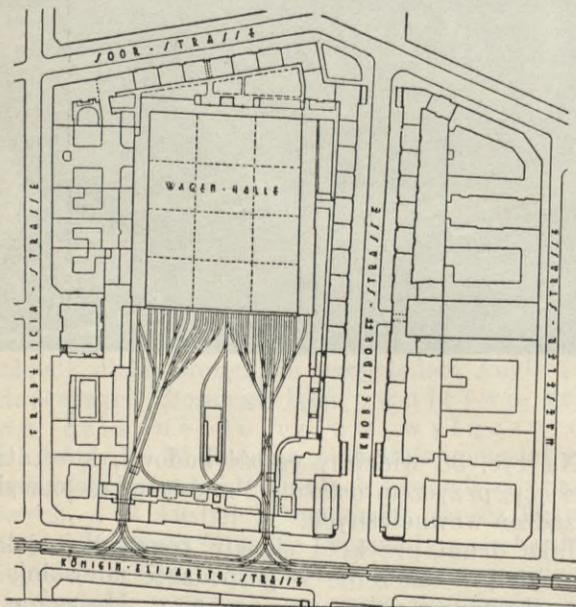 SOOR-STRASSE
WAGEN-HALLE
FREDERICIA-STRASSE
KNOBELSDORFF-STRASSE
HAESELER-STRASSE
KÖNIGIN-ELISABETH-STRASSE